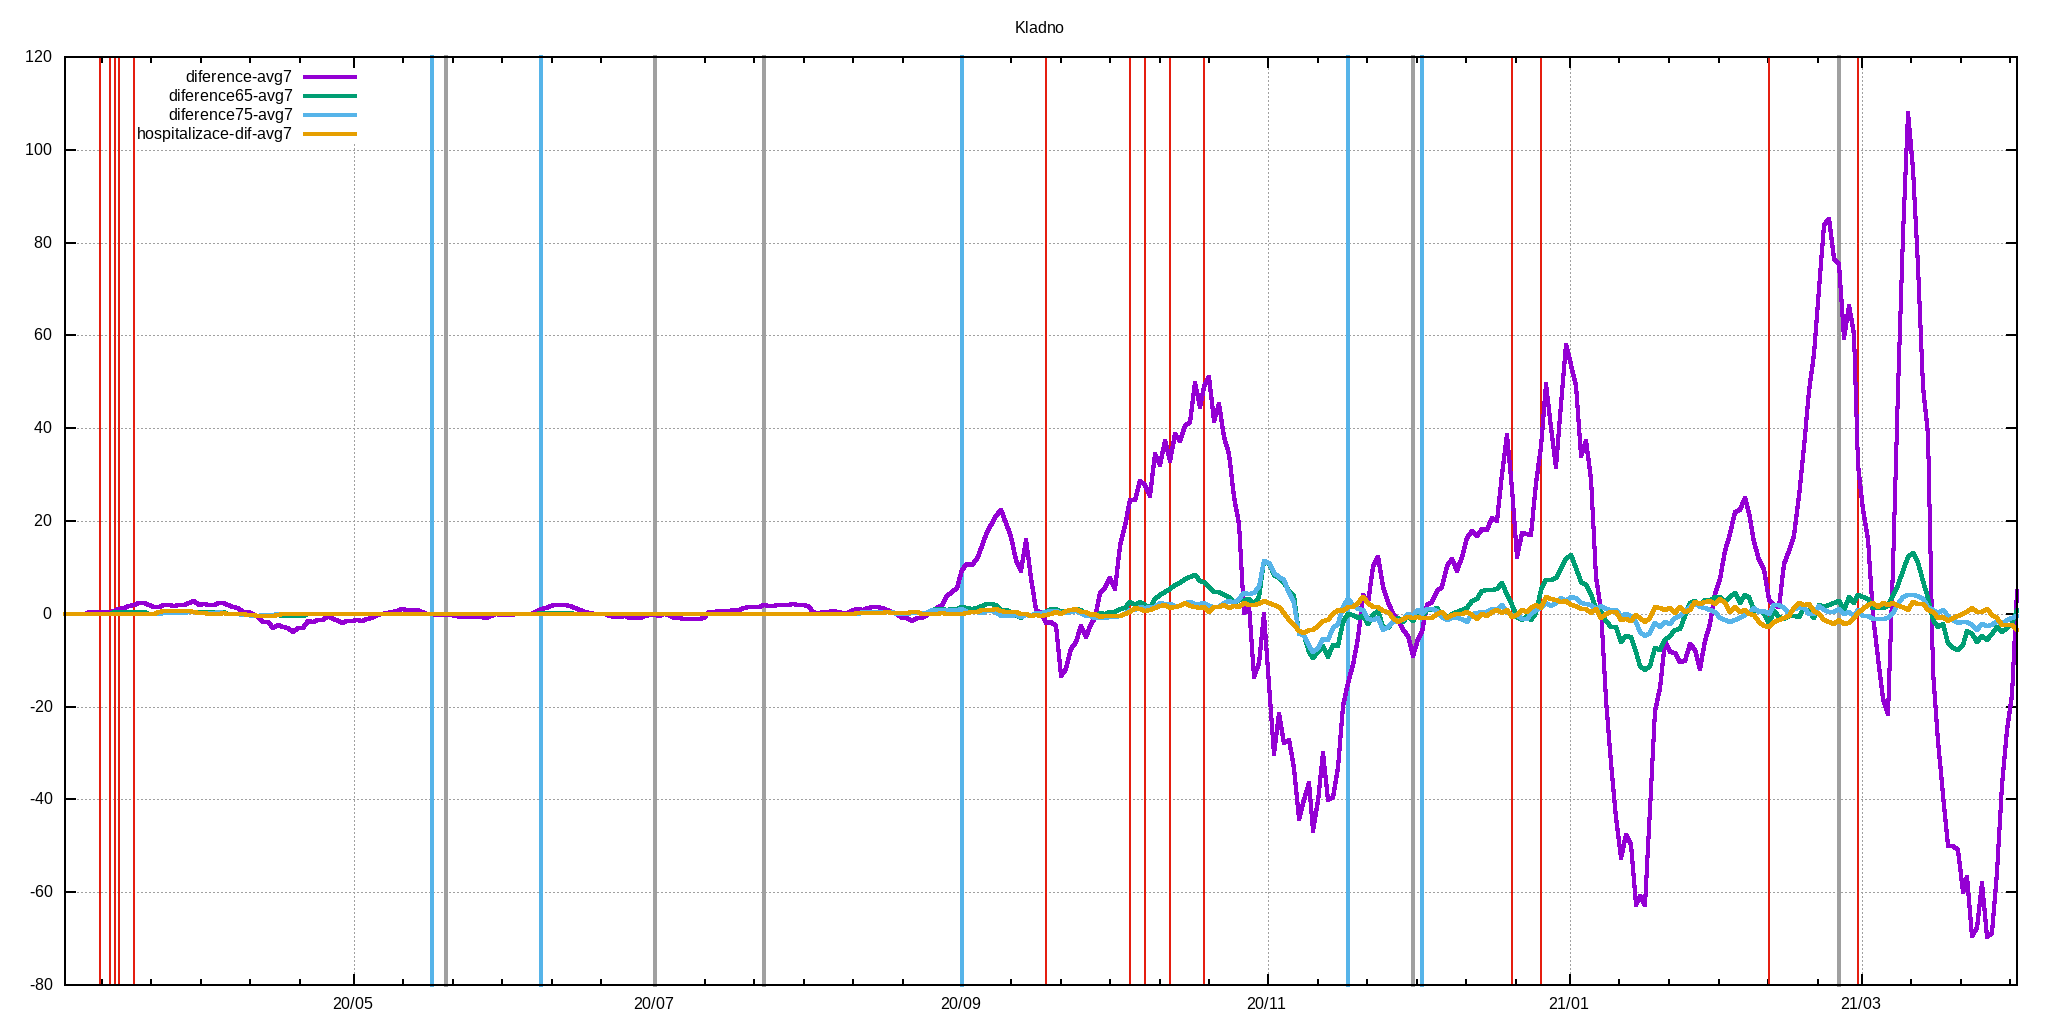 Kladno
120
100
80
60
40
20
0
-20
-40
-60
-80
diference-avg7
diference65-avg7
diference75-avg7
hospitalizace-dif-avg7
20/05 20/07 20/09 20/11 21/01 21/03